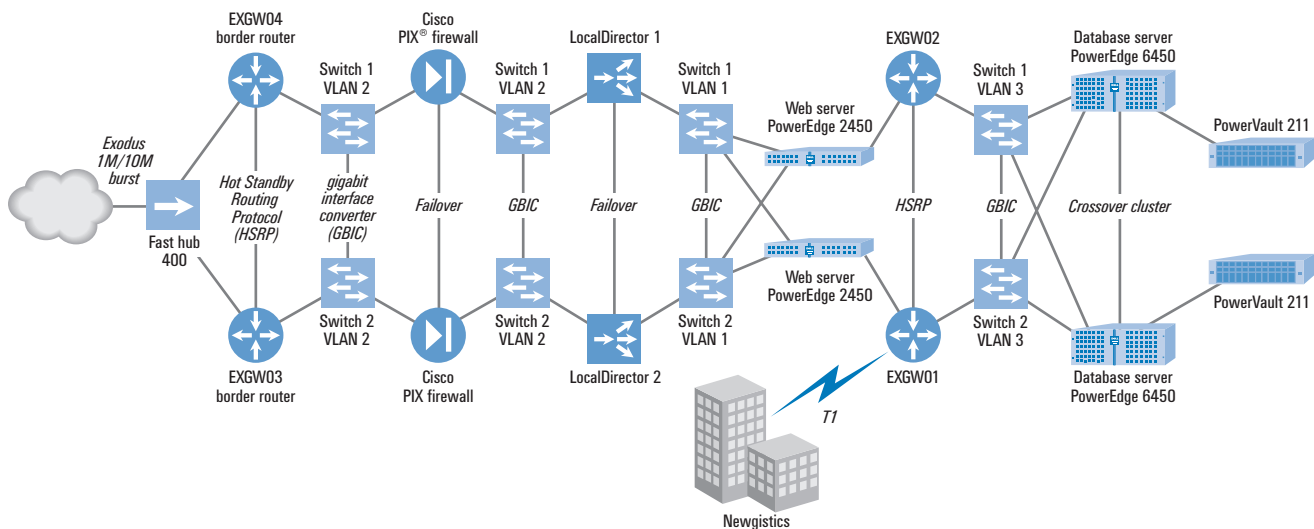 EXGW04
border router
Cisco
PIX® firewall
LocalDirector 1
EXGW02
Database server
PowerEdge 6450
Switch 1
VLAN 2
Switch 1
VLAN 2
Switch 1
VLAN 1
Switch 1
VLAN 3
Web server
PowerEdge 2450
PowerVault 211
Exodus
1M/10M
burst
Hot Standby
Routing
Protocol
(HSRP)
gigabit
interface
converter
(GBIC)
Failover
GBIC
Failover
GBIC
HSRP
GBIC
Crossover cluster
Fast hub
400
Web server
PowerEdge 2450
PowerVault 211
Switch 2
VLAN 2
Switch 2
VLAN 2
Switch 2
VLAN 1
Switch 2
VLAN 3
EXGW03
border router
Cisco
PIX firewall
LocalDirector 2
EXGW01
Database server
PowerEdge 6450
T1
Newgistics